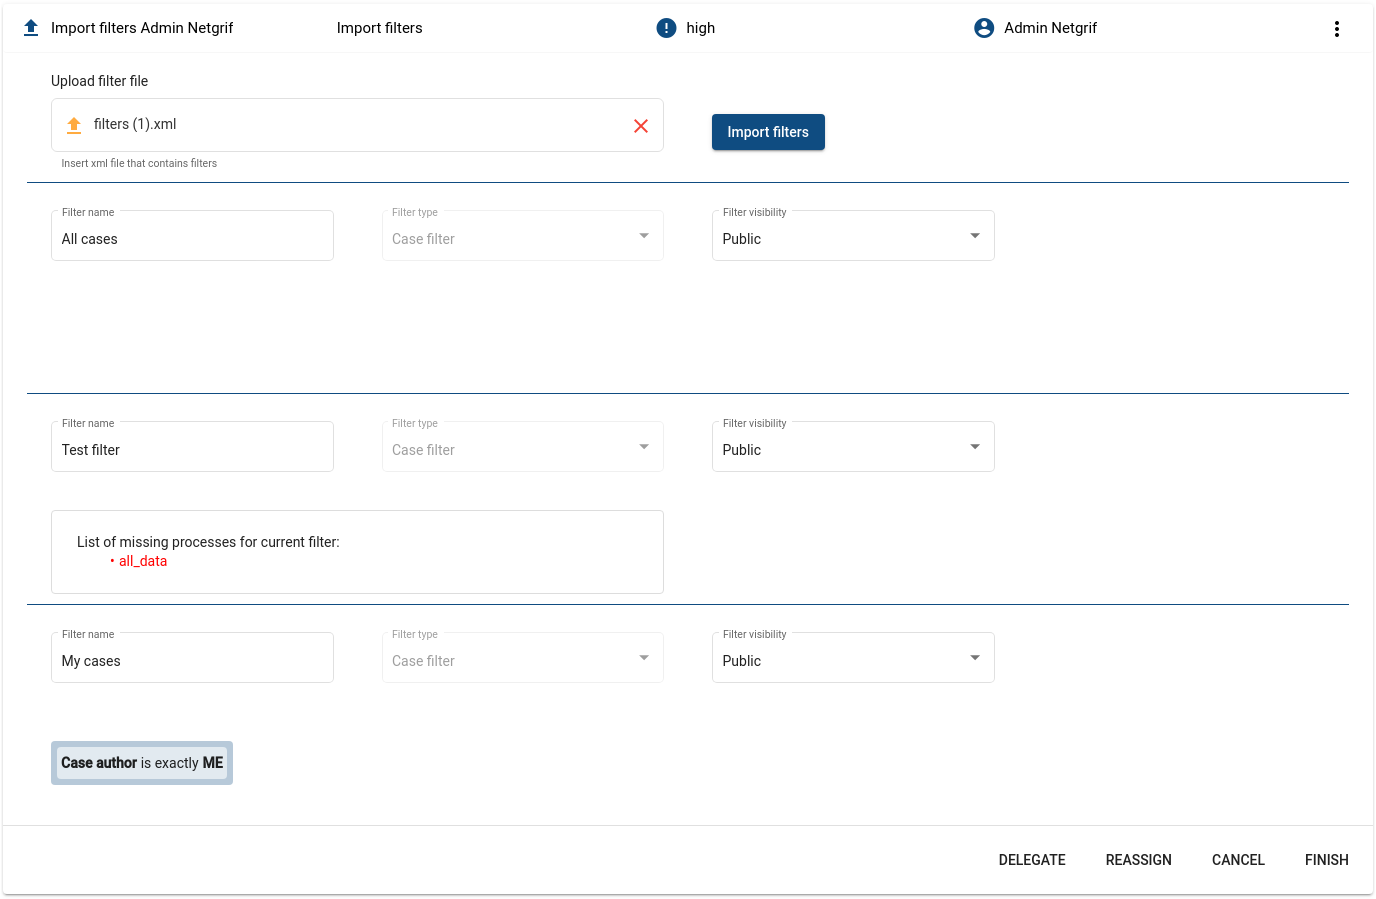 Import filters Admin Netgrif Import filters high Admin Netgrif
Upload filter file
filters (1).xml
Import filters
Insert xml file that contains filters
Filter name Filter type Filter visibility
All cases Case filter Public
Filter name Filter type Filter visibility
Test filter Case filter Public
List of missing processes for current filter:
• all_data
Filter name Filter type Filter visibility
My cases Case filter Public
Case author is exactly ME
DELEGATE REASSIGN CANCEL FINISH